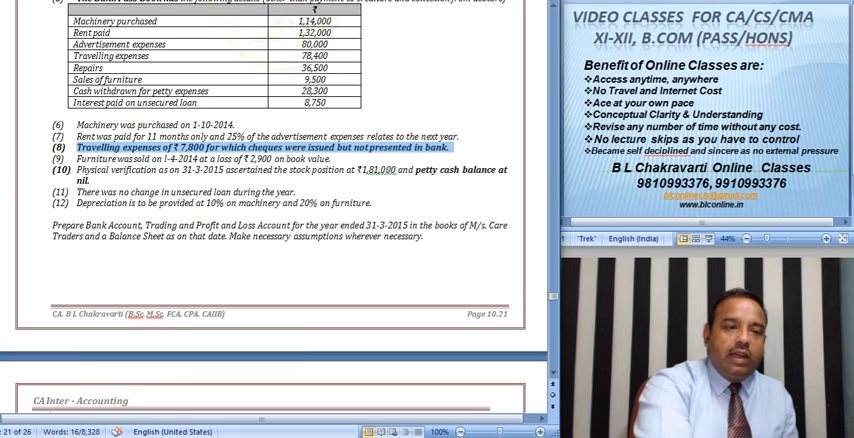 (5) The Bank Pass Book has the following details (other than payment to creditors and collection from debtors)
₹
Machinery purchased 1,14,000
Rent paid 1,32,000
Advertisement expenses 80,000
Travelling expenses 78,400
Repairs 36,500
Sales of furniture 9,500
Cash withdrawn for petty expenses 28,300
Interest paid on unsecured loan 8,750
(6) Machinery was purchased on 1-10-2014.
(7) Rent was paid for 11 months only and 25% of the advertisement expenses relates to the next year.
(8) Travelling expenses of ₹ 7,800 for which cheques were issued but not presented in bank.
(9) Furniture was sold on l-4-2014 at a loss of ₹ 2,900 on book value.
(10) Physical verification as on 31-3-2015 ascertained the stock position at ₹1,81,000 and petty cash balance at
nil.
(11) There was no change in unsecured loan during the year.
(12) Depreciation is to be provided at 10% on machinery and 20% on furniture.
Prepare Bank Account, Trading and Profit and Loss Account for the year ended 31-3-2015 in the books of M/s. Care
Traders and a Balance Sheet as on that date. Make necessary assumptions wherever necessary.
CA. B L Chakravarti (B.Sc, M.Sc, FCA, CPA, CAIIB) Page 10.21
CA Inter - Accounting
: 21 of 26 Words: 16/8,328 English (United States) 100%
VIDEO CLASSES FOR CA/CS/CMA
XI-XII, B.COM (PASS/HONS)
Benefit of Online Classes are:
❖Access anytime, anywhere
❖No Travel and Internet Cost
❖Ace at your own pace
❖Conceptual Clarity & Understanding
❖Revise any number of time without any cost.
❖No lecture skips as you have to control
❖Became self deciplined and sincere as no external pressure
B L Chakravarti Online Classes
9810993376, 9910993376
blconlinech@gmail.com
www.blconline.in
1 "Trek" English (India) 44%